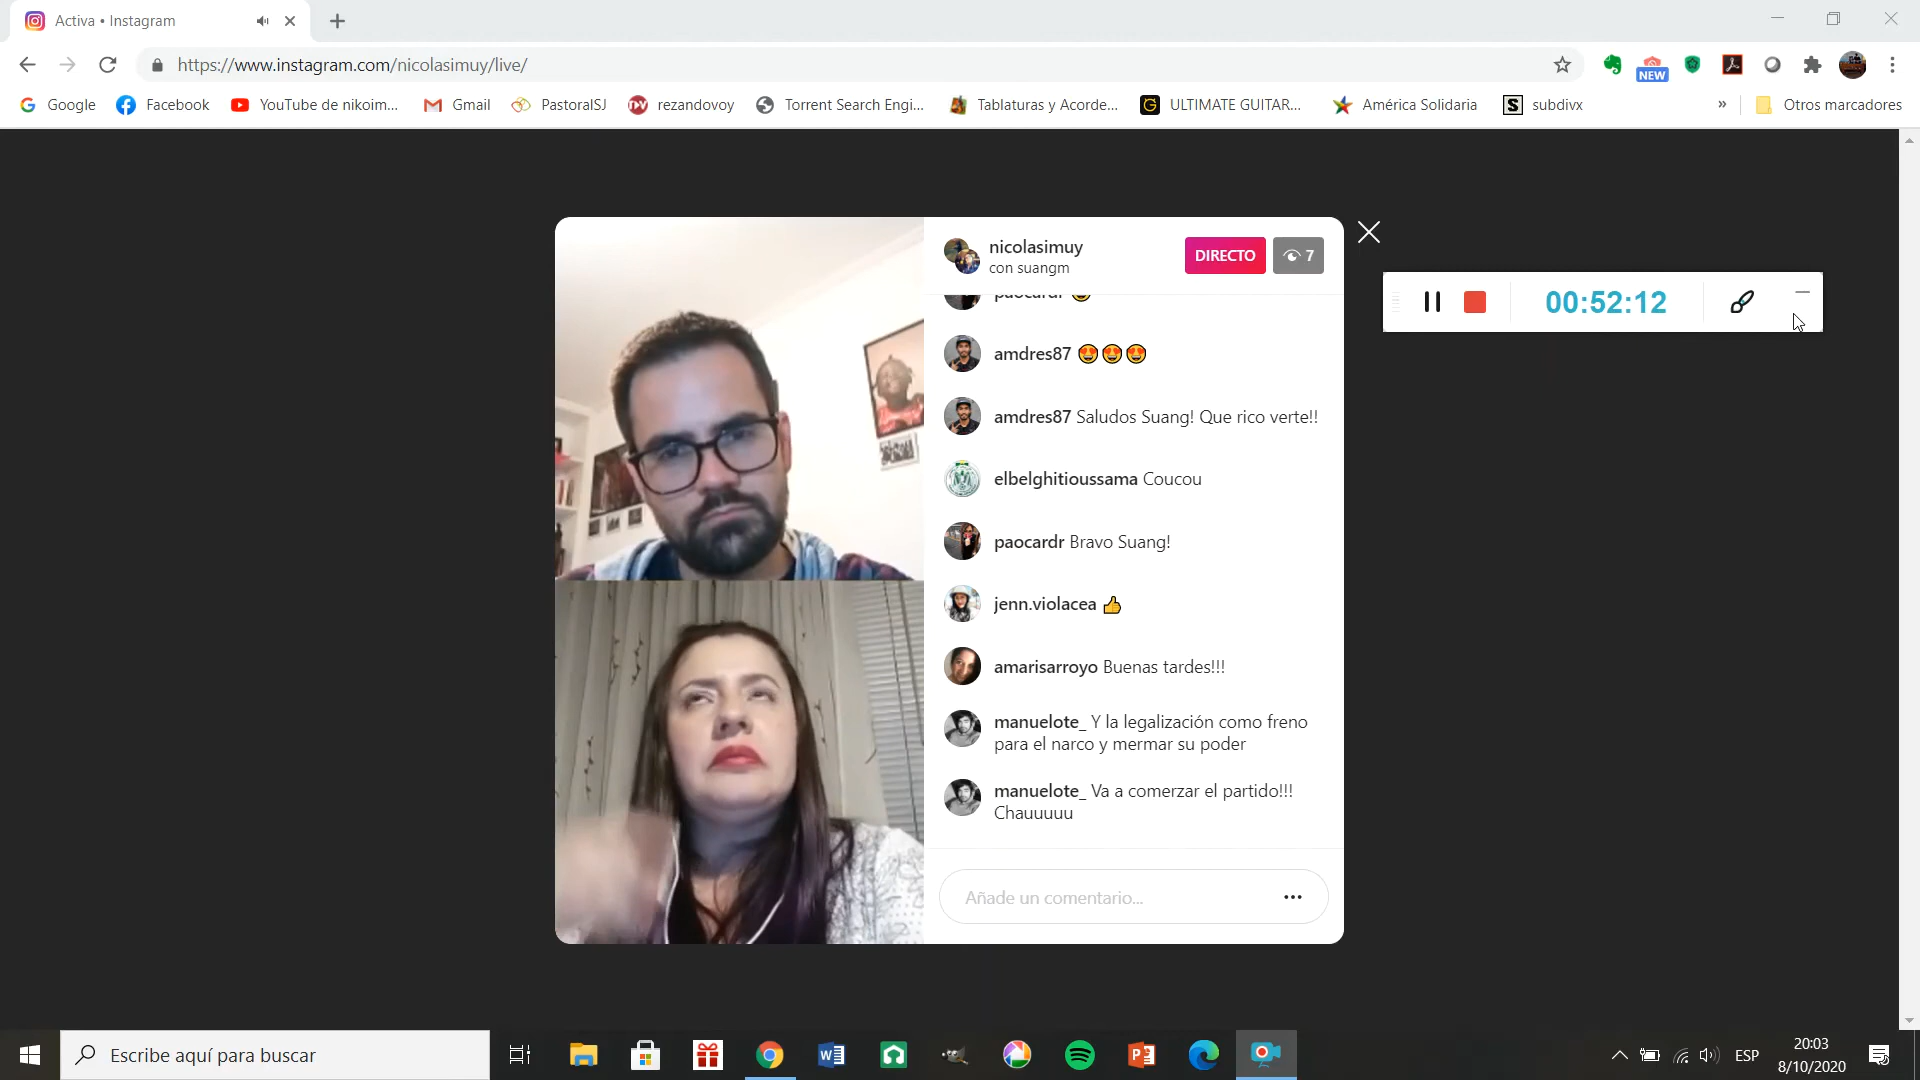 Activa • Instagram
https://www.instagram.com/nicolasimuy/live/
NEW
Google Facebook YouTube de nikoim... Gmail PastoralSJ rezandovoy Torrent Search Engi... Tablaturas y Acorde... ULTIMATE GUITAR... América Solidaria subdivx » Otros marcadores
nicolasimuy
con suangm
DIRECTO 7
paocardr
00:52:12
amdres87 😍😍😍
amdres87 Saludos Suang! Que rico verte!!
elbelghitioussama Coucou
paocardr Bravo Suang!
jenn.violacea 👍
amarisarroyo Buenas tardes!!!
manuelote_ Y la legalización como freno
para el narco y mermar su poder
manuelote_ Va a comerzar el partido!!!
Chauuuuu
Añade un comentario...
Escribe aquí para buscar
ESP
20:03
8/10/2020